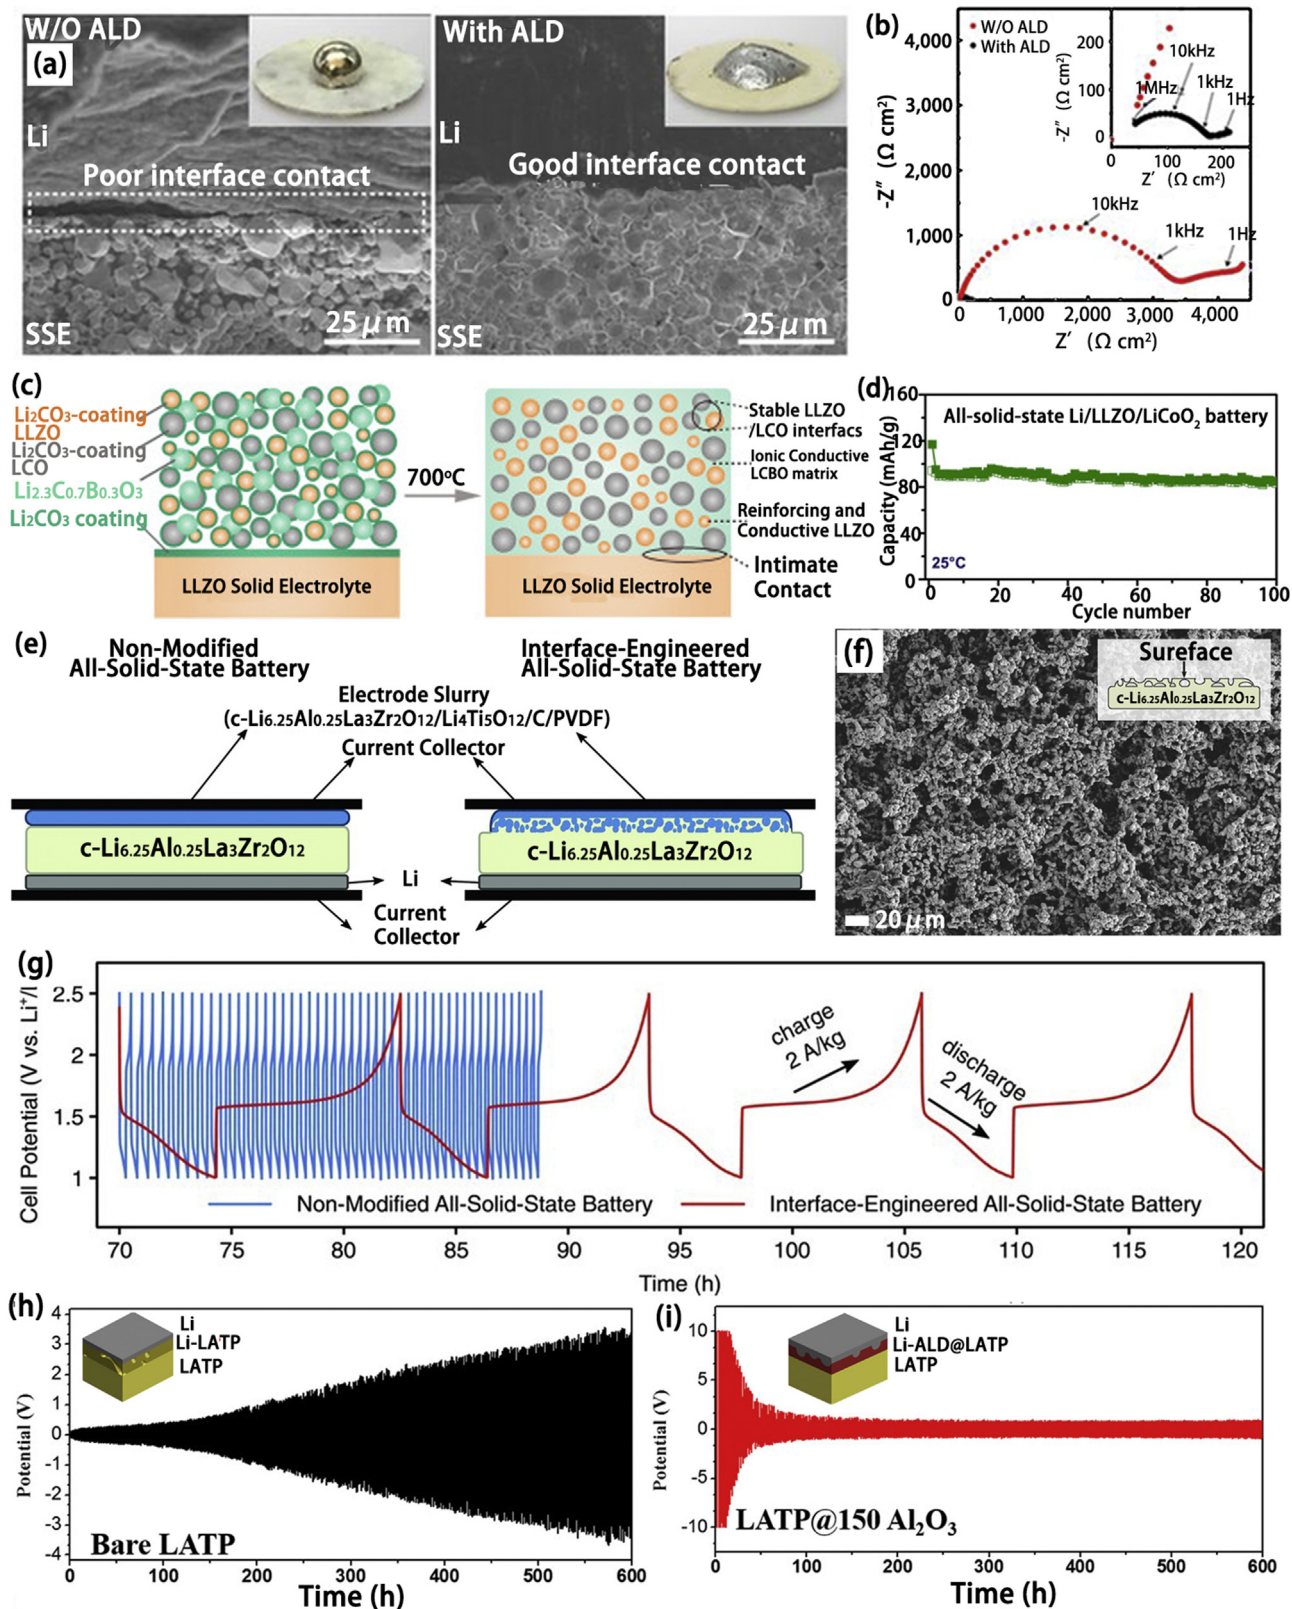 (a)
W/O ALD
Li
Poor interface contact
SSE
25 μm
With ALD
Li
Good interface contact
SSE
25 μm
(b)
W/O ALD
With ALD
-Z″ (Ω cm²)
4,000
3,000
2,000
1,000
0
0 1,000 2,000 3,000 4,000
Z′ (Ω cm²)
10kHz
1kHz
1Hz
-Z″ (Ω cm²)
200
100
0
0 100 200
Z′ (Ω cm²)
1MHz
10kHz
1kHz
1Hz
(c)
Li₂CO₃-coating
LLZO
Li₂CO₃-coating
LCO
Li₂.₃C₀.₇B₀.₃O₃
Li₂CO₃ coating
LLZO Solid Electrolyte
700°C
LLZO Solid Electrolyte
Stable LLZO
/LCO interfacs
Ionic Conductive
LCBO matrix
Reinforcing and
Conductive LLZO
Intimate
Contact
(d)
All-solid-state Li/LLZO/LiCoO₂ battery
Capacity (mAh/g)
160
120
80
40
0
25°C
0 20 40 60 80 100
Cycle number
(e)
Non-Modified
All-Solid-State Battery
Interface-Engineered
All-Solid-State Battery
Electrode Slurry
(c-Li₆.₂₅Al₀.₂₅La₃Zr₂O₁₂/Li₄Ti₅O₁₂/C/PVDF)
Current Collector
c-Li₆.₂₅Al₀.₂₅La₃Zr₂O₁₂
c-Li₆.₂₅Al₀.₂₅La₃Zr₂O₁₂
Li
Current
Collector
(f)
Sureface
c-Li₆.₂₅Al₀.₂₅La₃Zr₂O₁₂
20 μm
(g)
Cell Potential (V vs. Li⁺/l
2.5
2
1.5
1
charge
2 A/kg
discharge
2 A/kg
Non-Modified All-Solid-State Battery
Interface-Engineered All-Solid-State Battery
70 75 80 85 90 95 100 105 110 115 120
Time (h)
(h)
Li
Li-LATP
LATP
Potential (V)
4
3
2
1
0
-1
-2
-3
-4
Bare LATP
0 100 200 300 400 500 600
Time (h)
(i)
Li
Li-ALD@LATP
LATP
Potential (V)
10
5
0
-5
-10
LATP@150 Al₂O₃
0 100 200 300 400 500 600
Time (h)